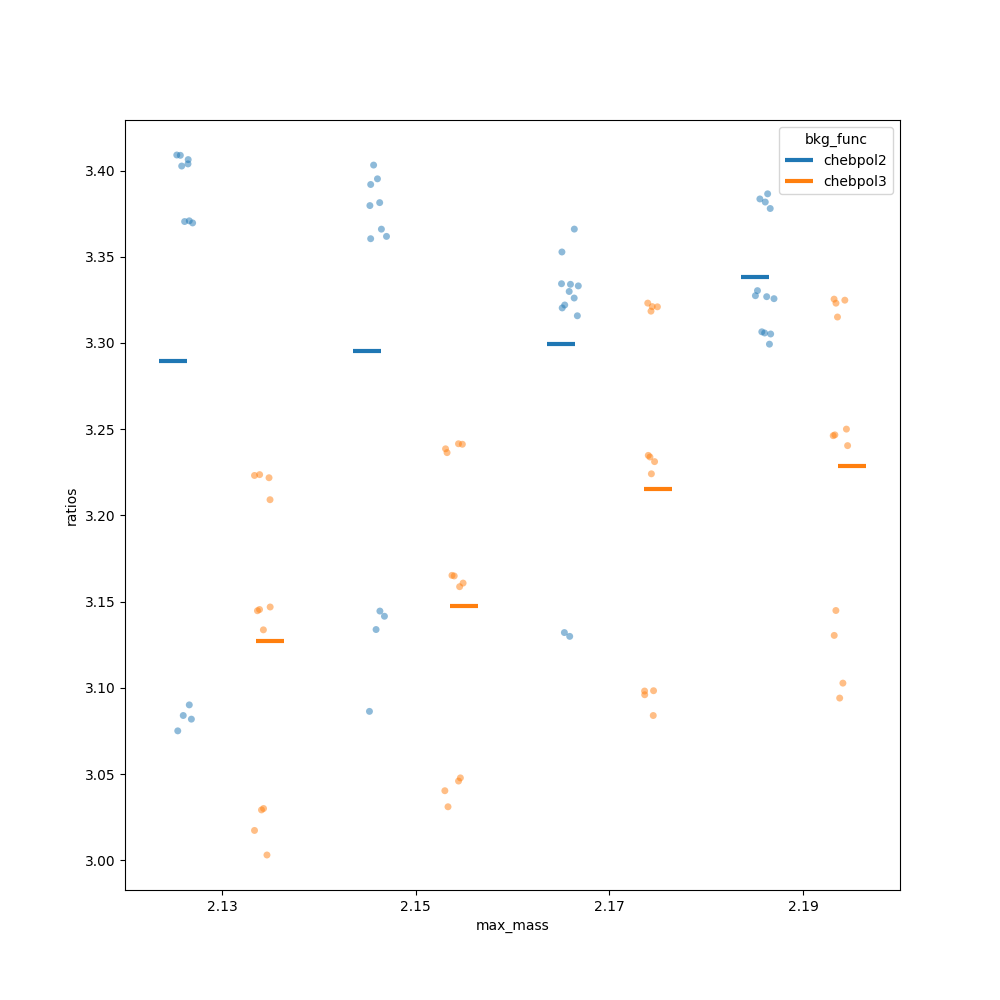 bkg_func
chebpol2
chebpol3
3.40
3.35
3.30
3.25
3.20
3.15
3.10
3.05
3.00
ratios
2.13 2.15 2.17 2.19
max_mass